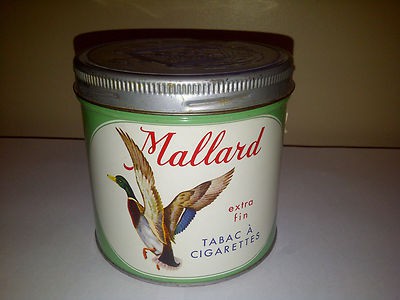 Mallard
extra
fin
TABAC À
CIGARETTES